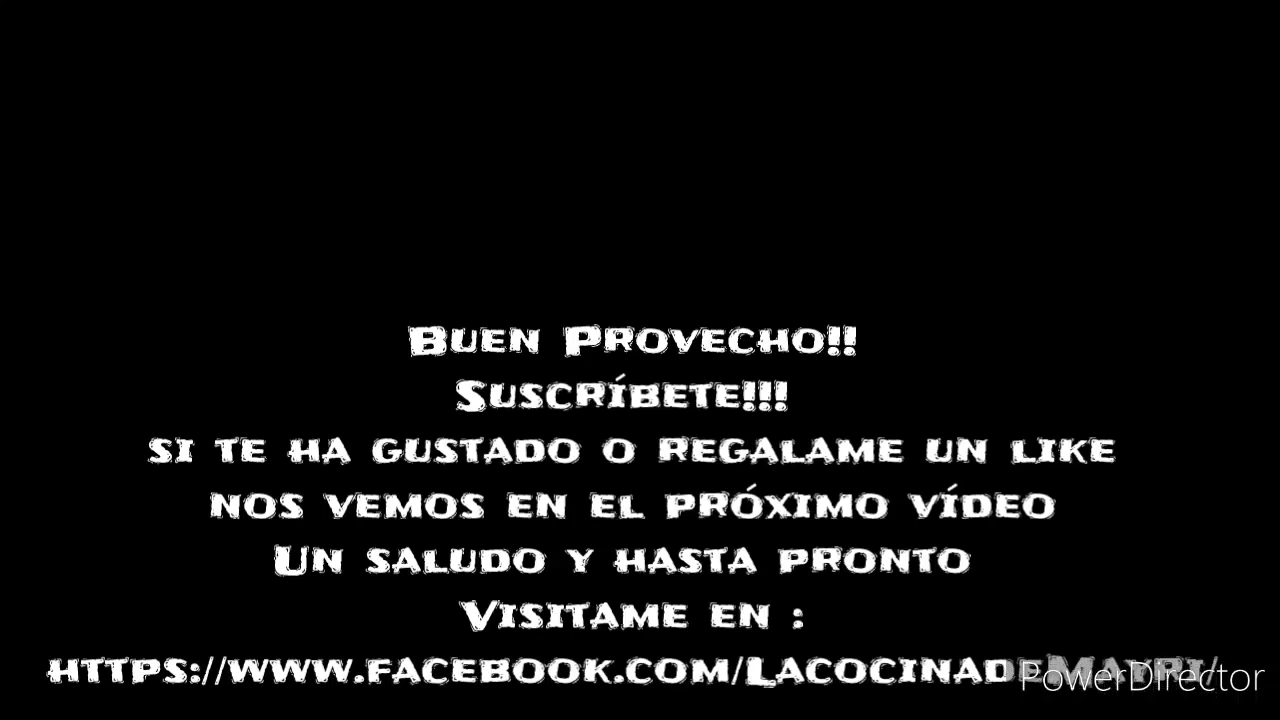 Buen Provecho!!
Suscríbete!!!
si te ha gustado o regalame un like
nos vemos en el próximo vídeo
Un saludo y hasta pronto
Visitame en :
https://www.facebook.com/LacocinadeMayri/
PowerDirector